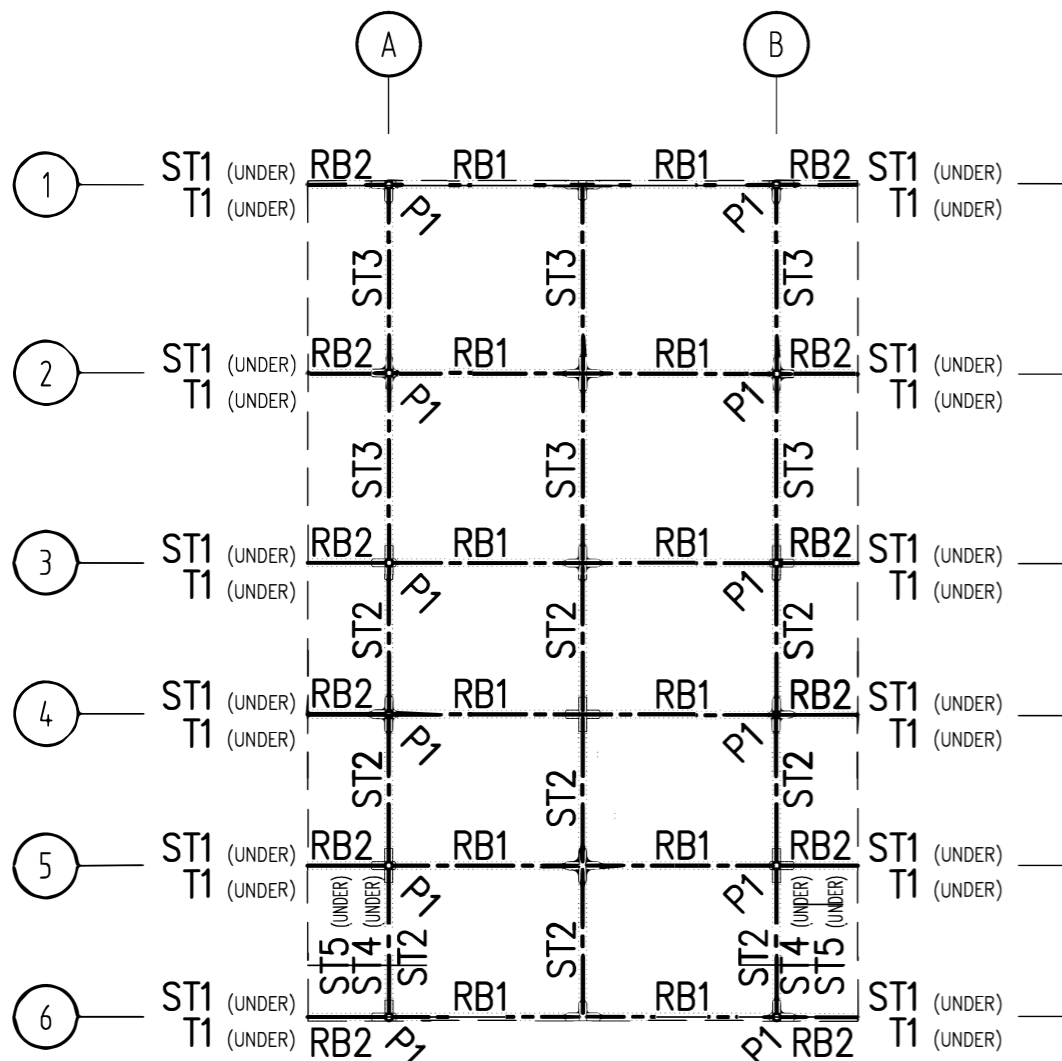 A B
1 ST1 (UNDER) RB2 RB1 RB1 RB2 ST1 (UNDER)
T1 (UNDER) P1 P1 T1 (UNDER)
ST3 ST3 ST3
2 ST1 (UNDER) RB2 RB1 RB1 RB2 ST1 (UNDER)
T1 (UNDER) P1 P1 T1 (UNDER)
ST3 ST3 ST3
3 ST1 (UNDER) RB2 RB1 RB1 RB2 ST1 (UNDER)
T1 (UNDER) P1 P1 T1 (UNDER)
ST2 ST2 ST2
4 ST1 (UNDER) RB2 RB1 RB1 RB2 ST1 (UNDER)
T1 (UNDER) P1 P1 T1 (UNDER)
ST2 ST2 ST2
5 ST1 (UNDER) RB2 RB1 RB1 RB2 ST1 (UNDER)
T1 (UNDER) P1 P1 T1 (UNDER)
ST5 (UNDER) ST4 (UNDER) ST2 ST2 ST2 ST4 (UNDER) ST5 (UNDER)
6 ST1 (UNDER) RB1 RB1 ST1 (UNDER)
T1 (UNDER) RB2 P1 P1 RB2 T1 (UNDER)